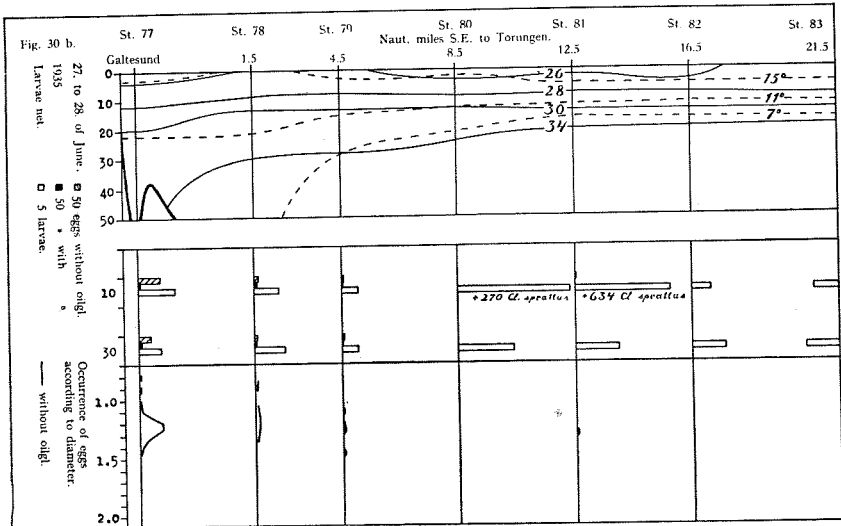 Fig. 30 b.
St. 77
St. 78
St. 79
St. 80
St. 81
St. 82
St. 83
Naut. miles S.E. to Torungen.
Galtesund
1.5
4.5
8.5
12.5
16.5
21.5
0
10
20
30
40
50
26
28
30
34
15°
11°
7°
27. to 28. of June.
1935
Larvae net.
50 eggs without oilgl.
50 " with "
5 larvae.
10
30
+270 Cl. sprattus
+634 Cl. sprattus
Occurrence of eggs
according to diameter.
without oilgl.
1.0
2.0